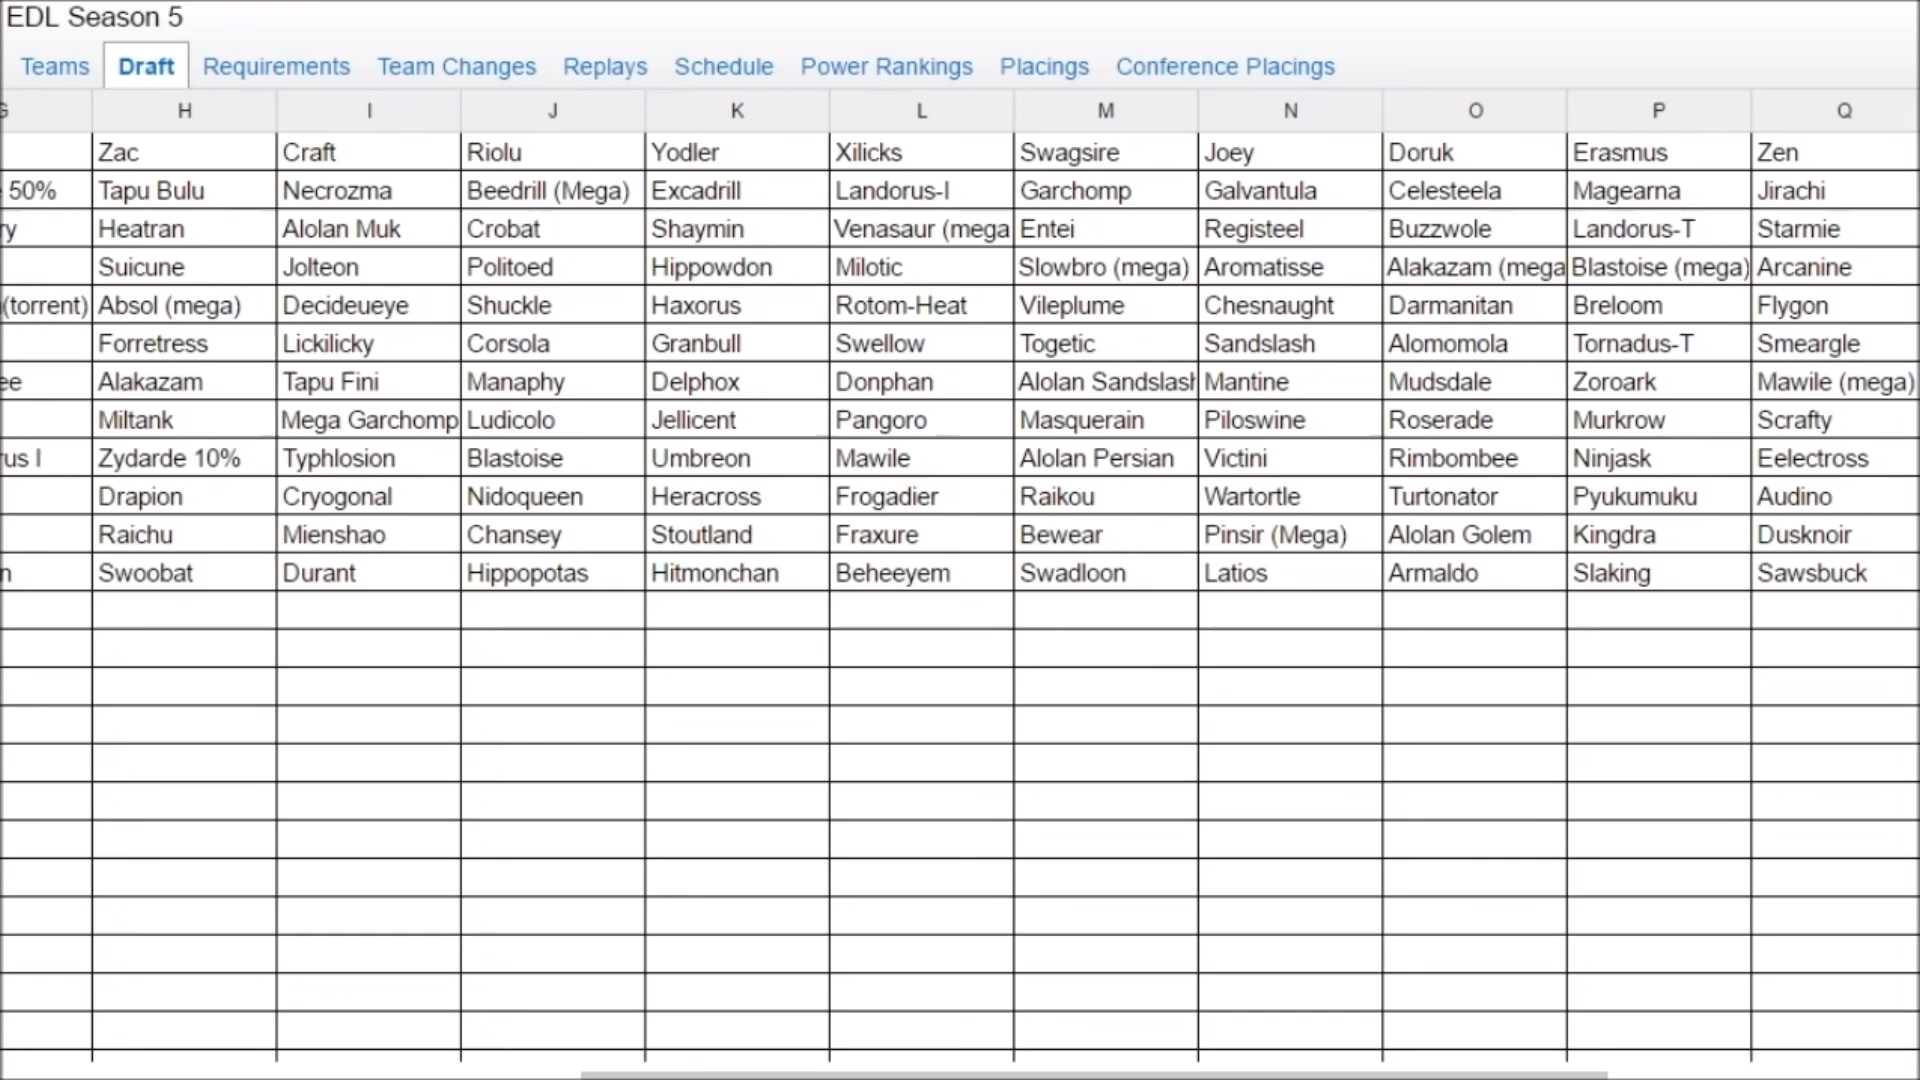 EDL Season 5
Teams Draft Requirements Team Changes Replays Schedule Power Rankings Placings Conference Placings
G H I J K L M N O P Q
Zac Craft Riolu Yodler Xilicks Swagsire Joey Doruk Erasmus Zen
50% Tapu Bulu Necrozma Beedrill (Mega) Excadrill Landorus-I Garchomp Galvantula Celesteela Magearna Jirachi
ry Heatran Alolan Muk Crobat Shaymin Venasaur (mega Entei Registeel Buzzwole Landorus-T Starmie
Suicune Jolteon Politoed Hippowdon Milotic Slowbro (mega) Aromatisse Alakazam (mega Blastoise (mega) Arcanine
(torrent) Absol (mega) Decidueye Shuckle Haxorus Rotom-Heat Vileplume Chesnaught Darmanitan Breloom Flygon
Forretress Lickilicky Corsola Granbull Swellow Togetic Sandslash Alomomola Tornadus-T Smeargle
ee Alakazam Tapu Fini Manaphy Delphox Donphan Alolan Sandslash Mantine Mudsdale Zoroark Mawile (mega)
Miltank Mega Garchomp Ludicolo Jellicent Pangoro Masquerain Piloswine Roserade Murkrow Scrafty
rus I Zydarde 10% Typhlosion Blastoise Umbreon Mawile Alolan Persian Victini Rimbombee Ninjask Eelectross
Drapion Cryogonal Nidoqueen Heracross Frogadier Raikou Wartortle Turtonator Pyukumuku Audino
Raichu Mienshao Chansey Stoutland Fraxure Bewear Pinsir (Mega) Alolan Golem Kingdra Dusknoir
n Swoobat Durant Hippopotas Hitmonchan Beheeyem Swadloon Latios Armaldo Slaking Sawsbuck